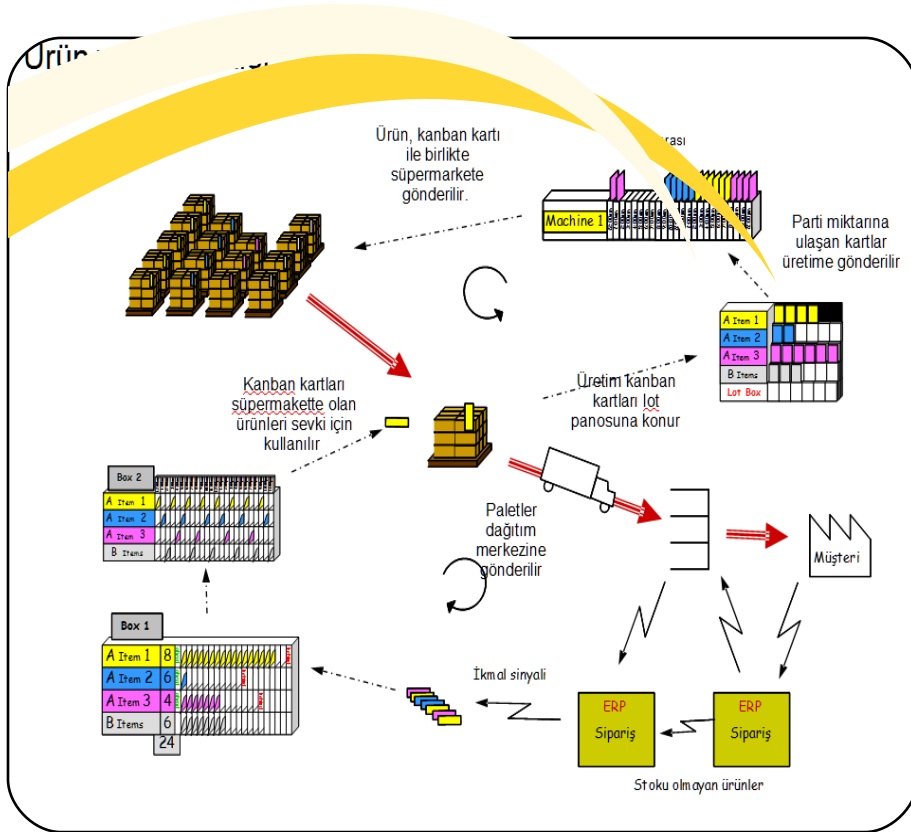 Ürün
Ürün, kanban kartı
ile birlikte
süpermarkete
gönderilir.
Machine 1
Parti miktarına
ulaşan kartlar
üretime gönderilir
A Item 1
A Item 2
A Item 3
B Items
Lot Box
Kanban kartları
süpermakette olan
ürünleri sevki için
kullanılır
Üretim kanban
kartları lot
panosuna konur
Box 2
A Item 1
A Item 2
A Item 3
B Items
Paletler
dağıtım
merkezine
gönderilir
Müşteri
Box 1
A Item 1 8
A Item 2 6
A Item 3 4
B Items 6
24
İkmal sinyali
ERP
Sipariş
ERP
Sipariş
Stoku olmayan ürünler